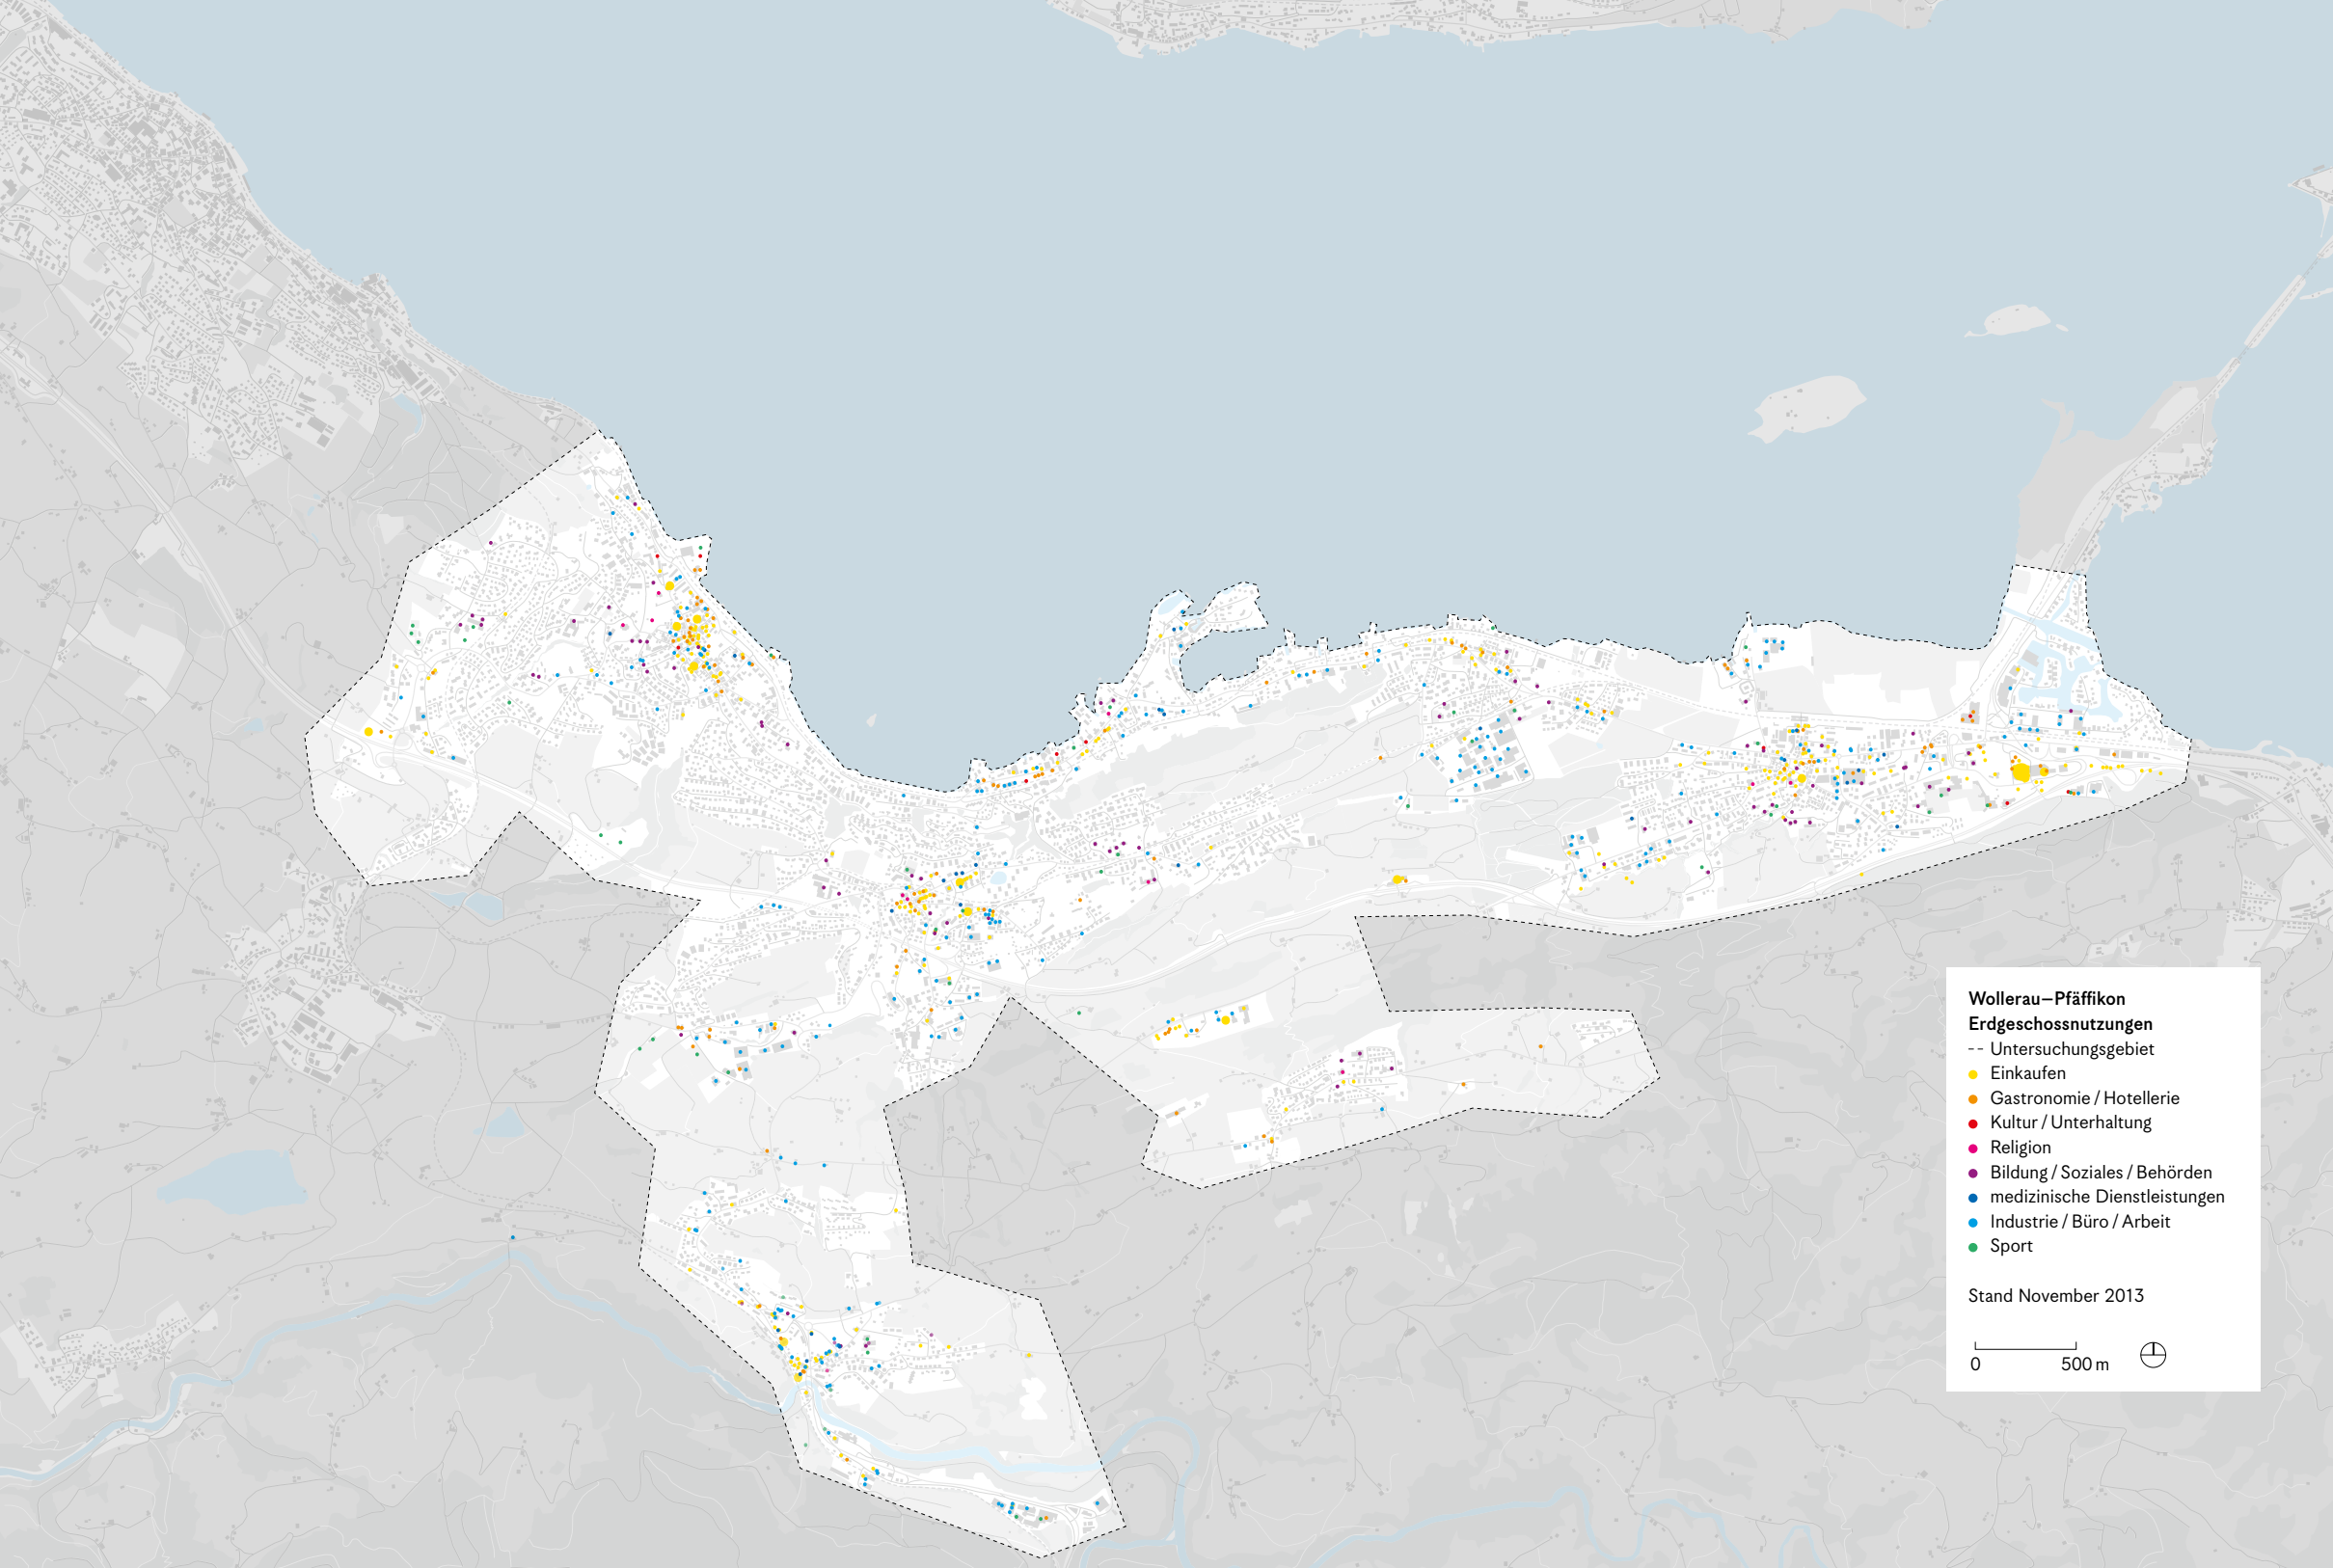 Wollerau–Pfäffikon
Erdgeschossnutzungen
Untersuchungsgebiet
Einkaufen
Gastronomie / Hotellerie
Kultur / Unterhaltung
Religion
Bildung / Soziales / Behörden
medizinische Dienstleistungen
Industrie / Büro / Arbeit
Sport
Stand November 2013
0 500 m